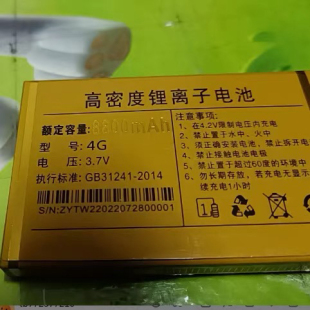 高密度锂离子电池
额定容量:6800mAh
型 号: 4G
电 压: 3.7V
执行标准: GB31241-2014
S/N:ZYTW22022072800001
注意事项:
1、在4.2V限制电压内充电
2、禁止置于水中、火中
3、须正确安装电池、禁止拆开电
4、禁止接触电池电极
5、禁止放置超过60度的环境中
6、勿长期存放、若充电无显
续充电1小时